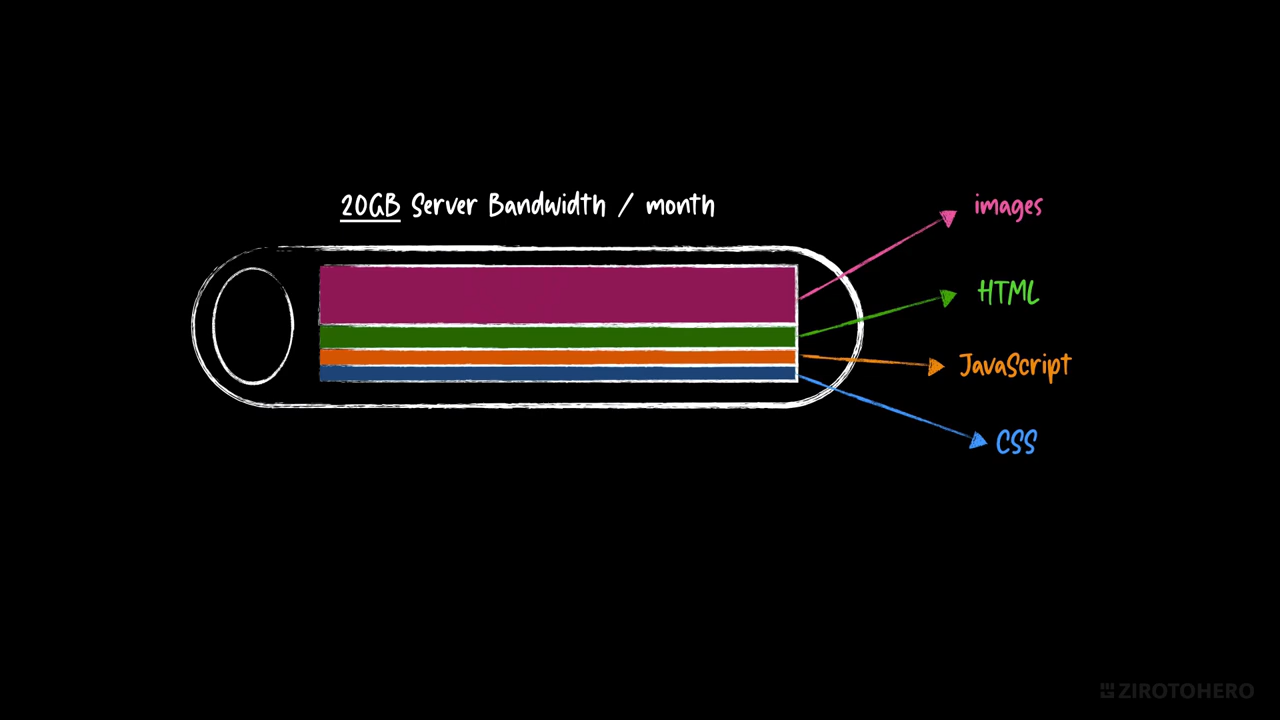 20GB Server Bandwidth / month
images
HTML
JavaScript
CSS
ZIROTOHERO